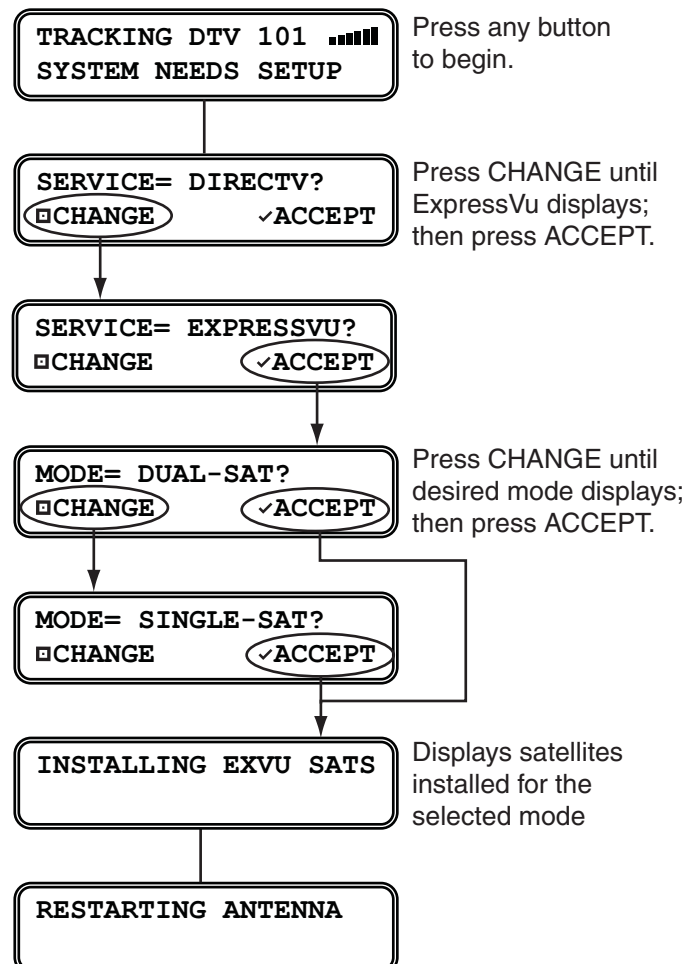 TRACKING DTV 101
SYSTEM NEEDS SETUP
Press any button
to begin.
SERVICE= DIRECTV?
CHANGE ✓ACCEPT
Press CHANGE until
ExpressVu displays;
then press ACCEPT.
SERVICE= EXPRESSVU?
CHANGE ✓ACCEPT
MODE= DUAL-SAT?
CHANGE ✓ACCEPT
Press CHANGE until
desired mode displays;
then press ACCEPT.
MODE= SINGLE-SAT?
CHANGE ✓ACCEPT
INSTALLING EXVU SATS
Displays satellites
installed for the
selected mode
RESTARTING ANTENNA